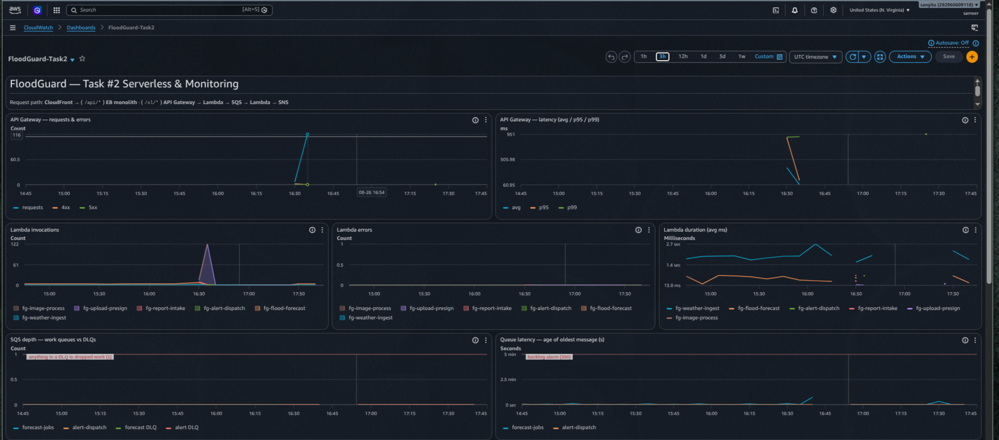 aws
Search
[Alt+S]
United States (N. Virginia)
sangita (292960609118)
sameer
CloudWatch
Dashboards
FloodGuard-Task2
Autosave: Off
FloodGuard-Task2
1h 3h 12h 1d 3d 1w Custom
UTC timezone
Actions
Save
FloodGuard — Task #2 Serverless & Monitoring
Request path: CloudFront → ( /api/* ) EB monolith · ( /sl/* ) API Gateway → Lambda → SQS → Lambda → SNS
API Gateway — requests & errors
Count
116
60.5
0
14:45 15:00 15:15 15:30 15:45 16:00 16:15 16:30 16:45 08-26 16:54 17:15 17:30 17:45
requests 4xx 5xx
API Gateway — latency (avg / p95 / p99)
ms
951
505.98
60.95
14:45 15:00 15:15 15:30 15:45 16:00 16:15 16:30 16:45 17:00 17:15 17:30 17:45
avg p95 p99
Lambda invocations
Count
122
61
0
15:00 15:30 16:00 16:30 17:00 17:30
fg-image-process fg-upload-presign fg-report-intake fg-alert-dispatch fg-flood-forecast
fg-weather-ingest
Lambda errors
Count
1
0.5
0
15:00 15:30 16:00 16:30 17:00 17:30
fg-image-process fg-upload-presign fg-report-intake fg-alert-dispatch fg-flood-forecast
fg-weather-ingest
Lambda duration (avg ms)
Milliseconds
2.7 sec
1.4 sec
13.8 ms
15:00 15:30 16:00 16:30 17:00 17:30
fg-weather-ingest fg-flood-forecast fg-alert-dispatch fg-report-intake fg-upload-presign
fg-image-process
SQS depth — work queues vs DLQs
Count
1
anything in a DLQ is dropped work (1)
0.5
0
14:45 15:00 15:15 15:30 15:45 16:00 16:15 16:30 16:45 17:00 17:15 17:30 17:45
forecast-jobs alert-dispatch forecast DLQ alert DLQ
Queue latency — age of oldest message (s)
Seconds
5 min
backlog alarm (300)
2.5 min
0 sec
14:45 15:00 15:15 15:30 15:45 16:00 16:15 16:30 16:45 17:00 17:15 17:30 17:45
forecast-jobs alert-dispatch